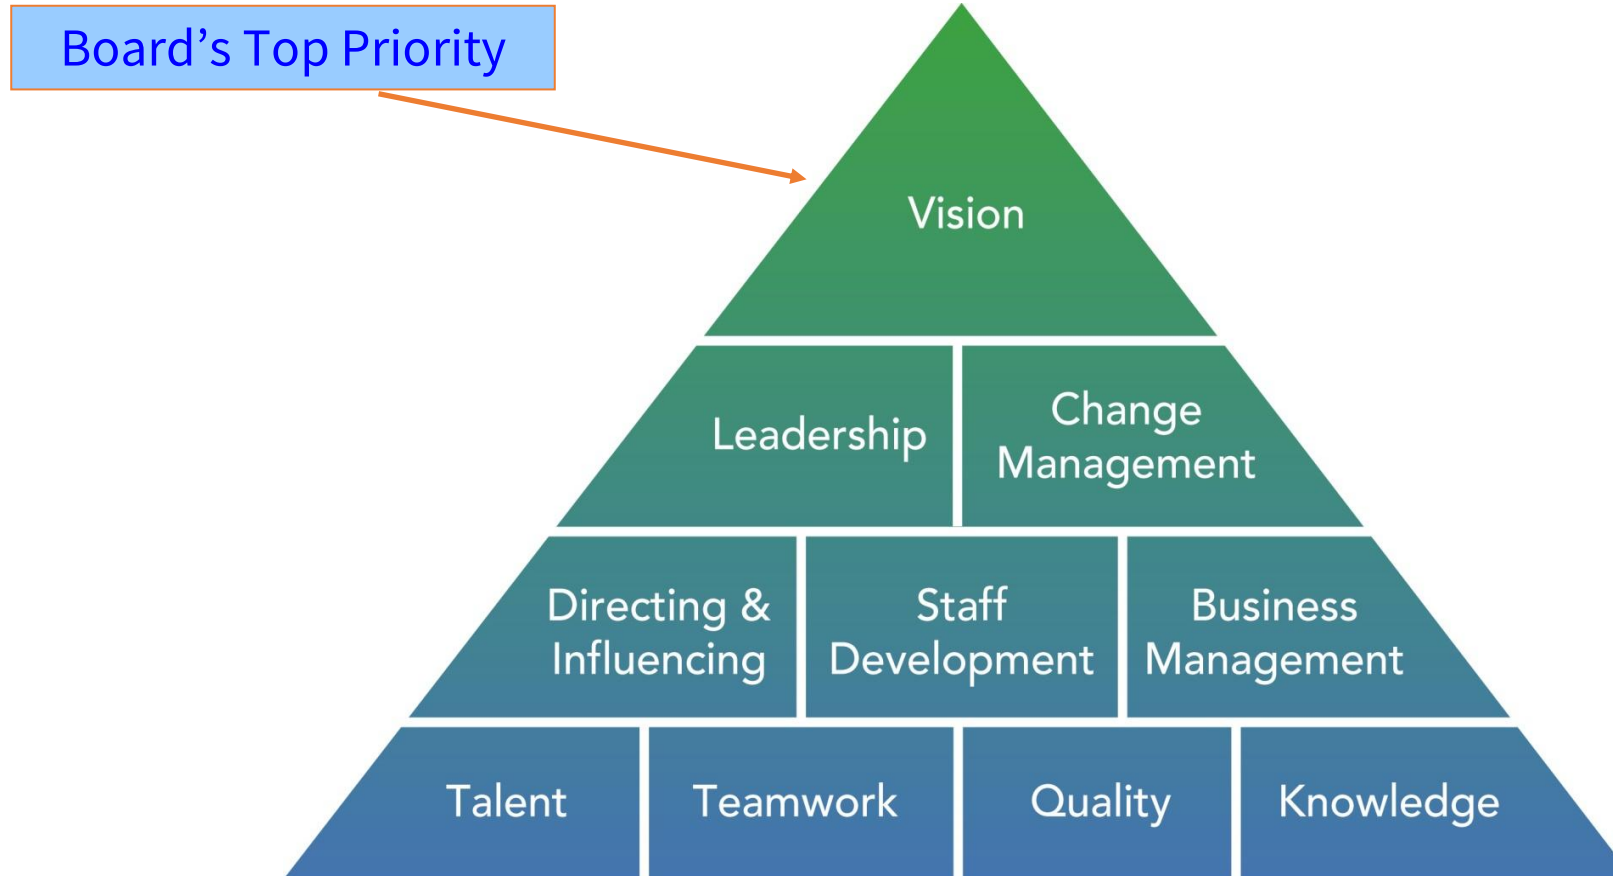 Board’s Top Priority
Vision
Leadership
Change
Management
Directing &
Influencing
Staff
Development
Business
Management
Talent
Teamwork
Quality
Knowledge